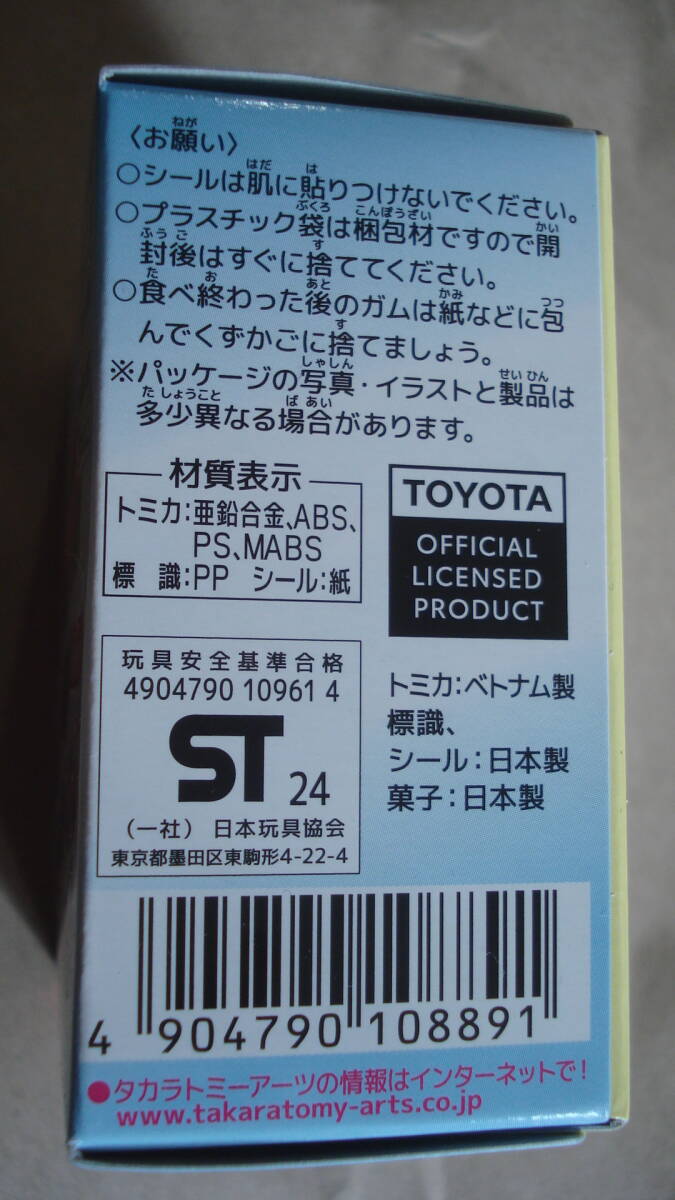 〈お願い〉
○シールは肌に貼りつけないでください。
○プラスチック袋は梱包材ですので開
封後はすぐに捨ててください。
○食べ終わった後のガムは紙などに包
んでくずかごに捨てましょう。
※パッケージの写真・イラストと製品は
多少異なる場合があります。
材質表示
トミカ:亜鉛合金、ABS、
PS、MABS
標 識:PP シール:紙
TOYOTA
OFFICIAL
LICENSED
PRODUCT
玩具安全基準合格
4904790 10961 4
ST 24
(一社) 日本玩具協会
東京都墨田区東駒形4-22-4
トミカ:ベトナム製
標識、
シール:日本製
菓子:日本製
4 904790 108891
●タカラトミーアーツの情報はインターネットで!
www.takaratomy-arts.co.jp